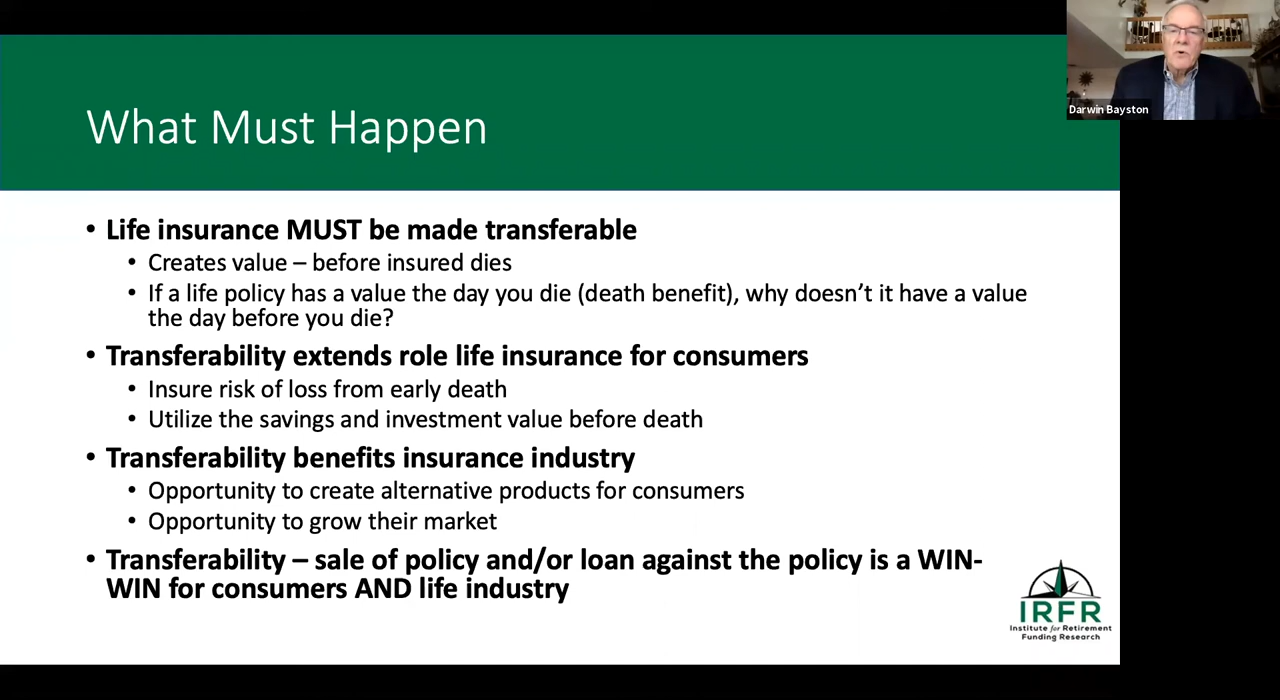 Darwin Bayston
What Must Happen
• Life insurance MUST be made transferable
• Creates value – before insured dies
• If a life policy has a value the day you die (death benefit), why doesn't it have a value
the day before you die?
• Transferability extends role life insurance for consumers
• Insure risk of loss from early death
• Utilize the savings and investment value before death
• Transferability benefits insurance industry
• Opportunity to create alternative products for consumers
• Opportunity to grow their market
• Transferability – sale of policy and/or loan against the policy is a WIN-
WIN for consumers AND life industry
IRFR
Institute for Retirement
Funding Research